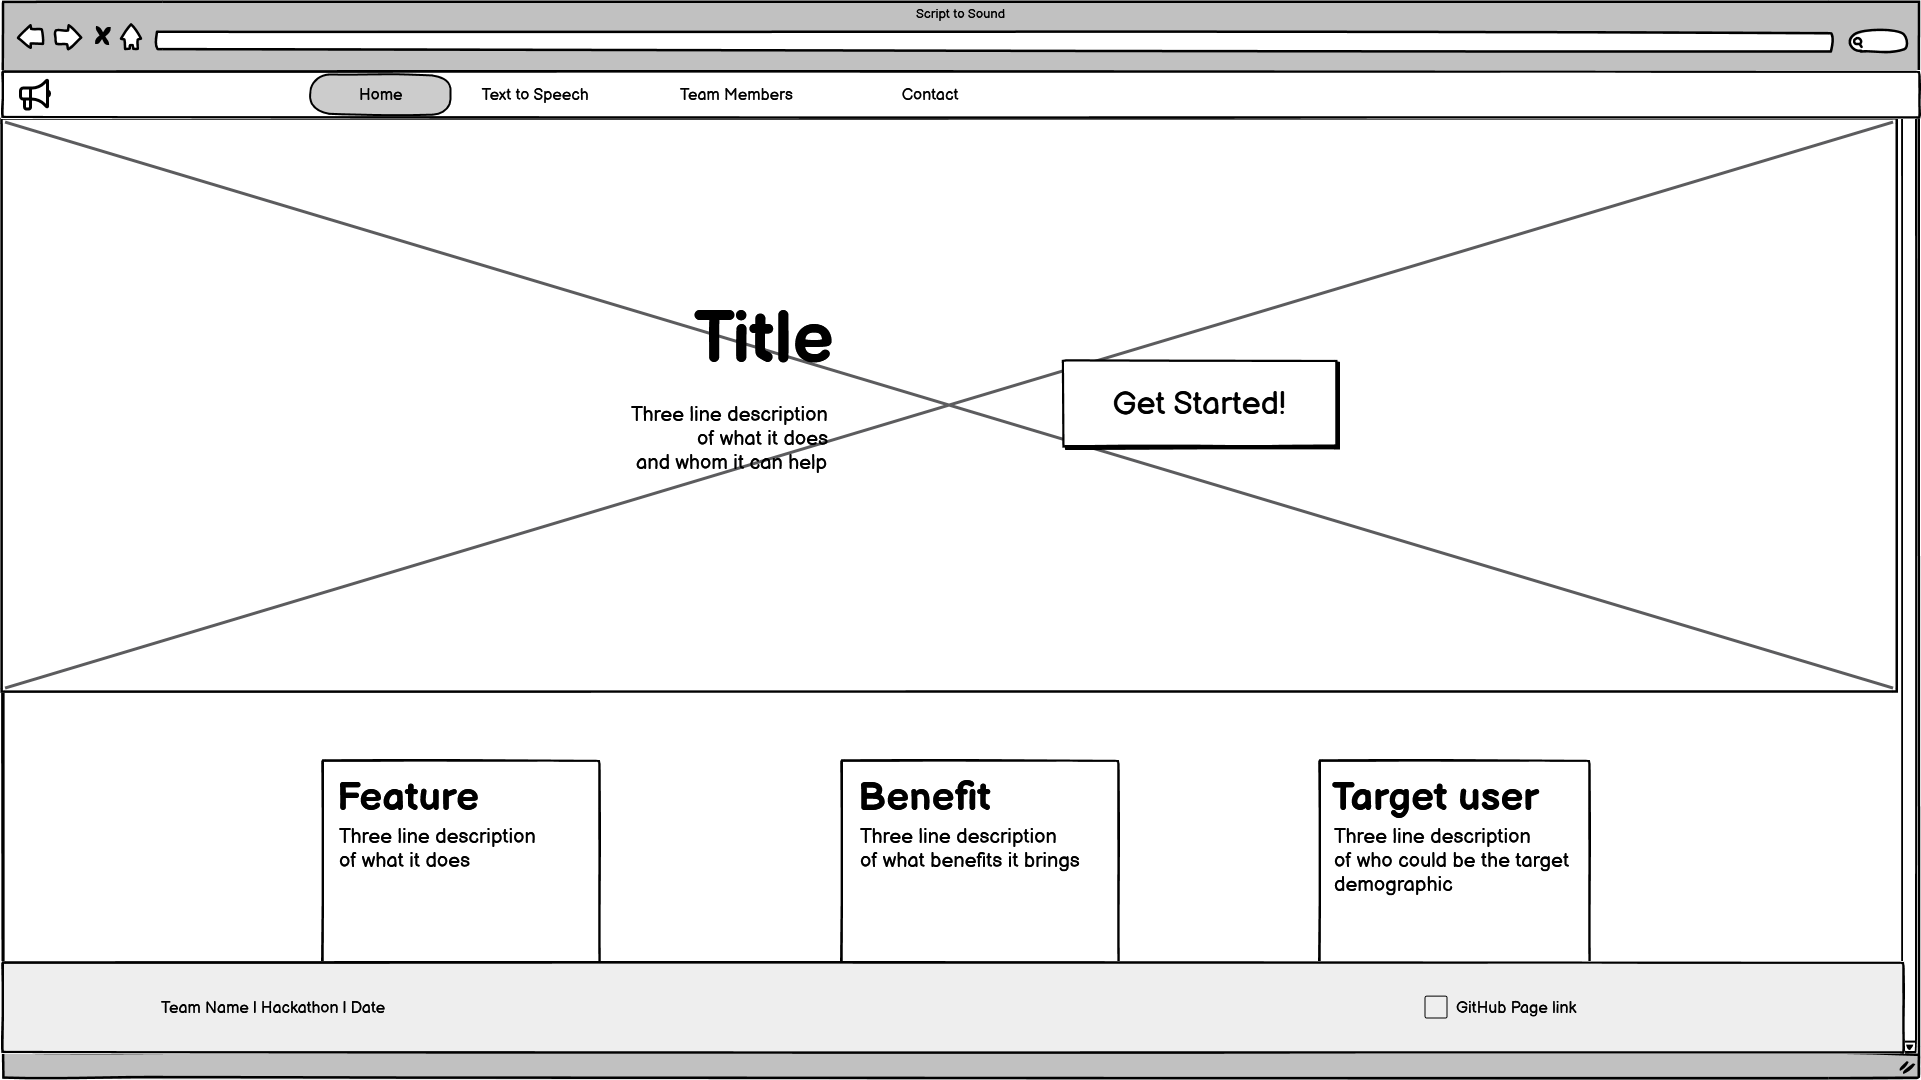 Script to Sound
Home
Text to Speech
Team Members
Contact
Title
Three line description
of what it does
and whom it can help
Get Started!
Feature
Three line description
of what it does
Benefit
Three line description
of what benefits it brings
Target user
Three line description
of who could be the target
demographic
Team Name | Hackathon | Date
GitHub Page link